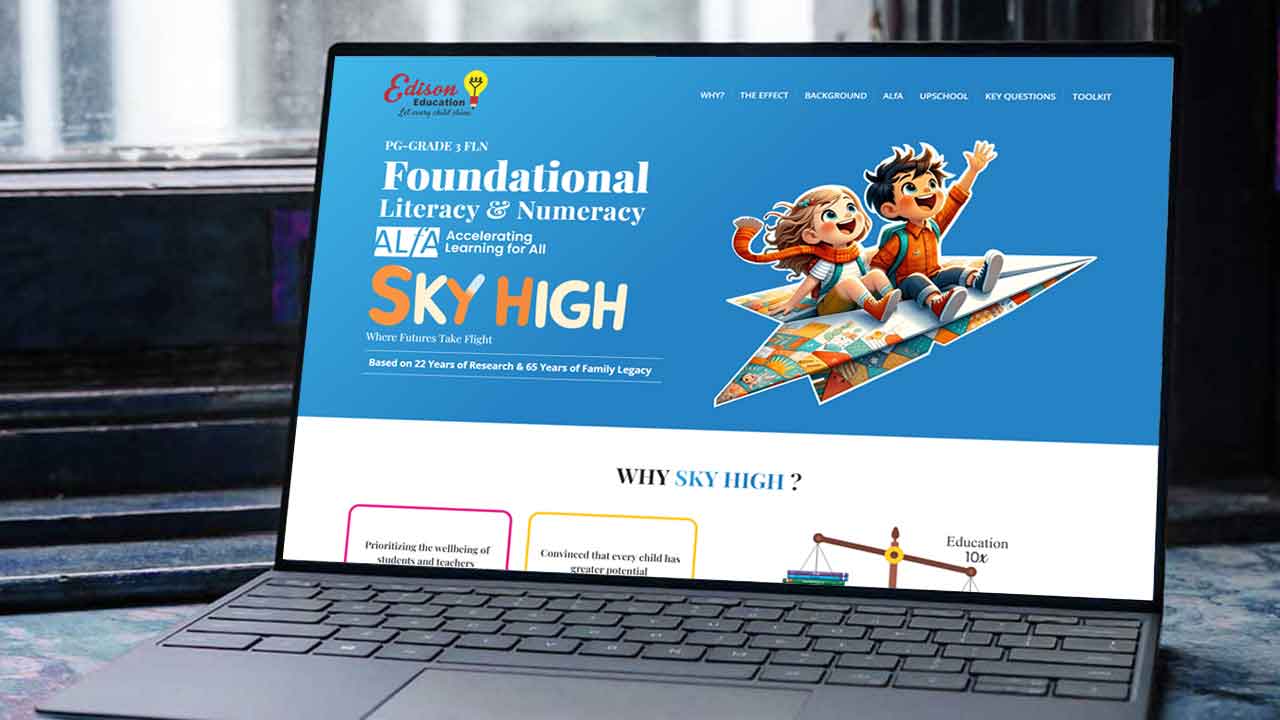 Edison
Education
Let every child shine
WHY? THE EFFECT BACKGROUND ALfA UPSCHOOL KEY QUESTIONS TOOLKIT
PG-GRADE 3 FLN
Foundational
Literacy & Numeracy
ALfA Accelerating
Learning for All
SKY HIGH
Where Futures Take Flight
Based on 22 Years of Research & 65 Years of Family Legacy
WHY SKY HIGH ?
Prioritizing the wellbeing of
students and teachers
Convinced that every child has
greater potential
Education
10x